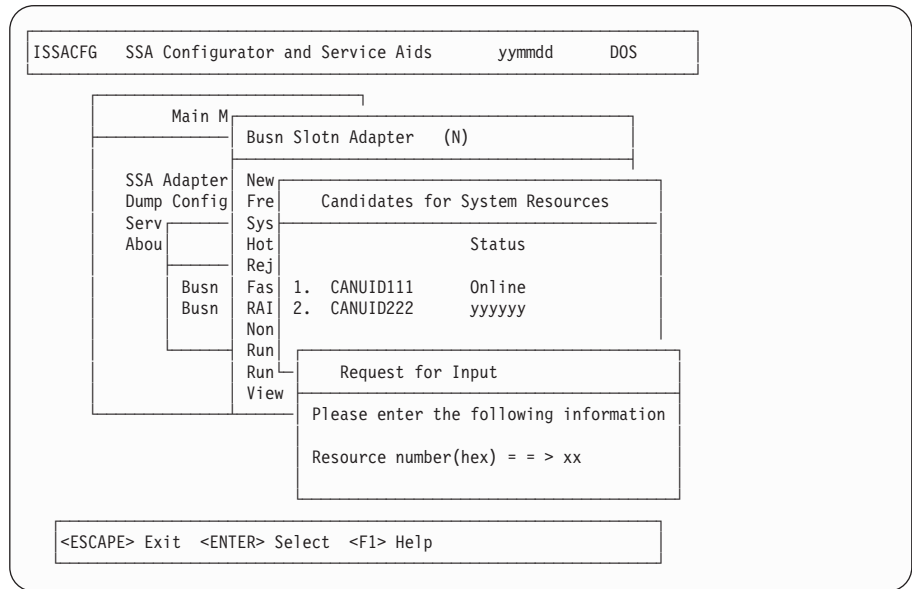 ISSACFG SSA Configurator and Service Aids yymmdd DOS
Main M
Busn Slotn Adapter (N)
SSA Adapter
Dump Config
Serv
Abou
Busn
Busn
New
Fre
Sys
Hot
Rej
Fas
RAI
Non
Run
Run
View
Candidates for System Resources
Status
1. CANUID111 Online
2. CANUID222 yyyyyy
Request for Input
Please enter the following information
Resource number(hex) = = > xx
<ESCAPE> Exit <ENTER> Select <F1> Help